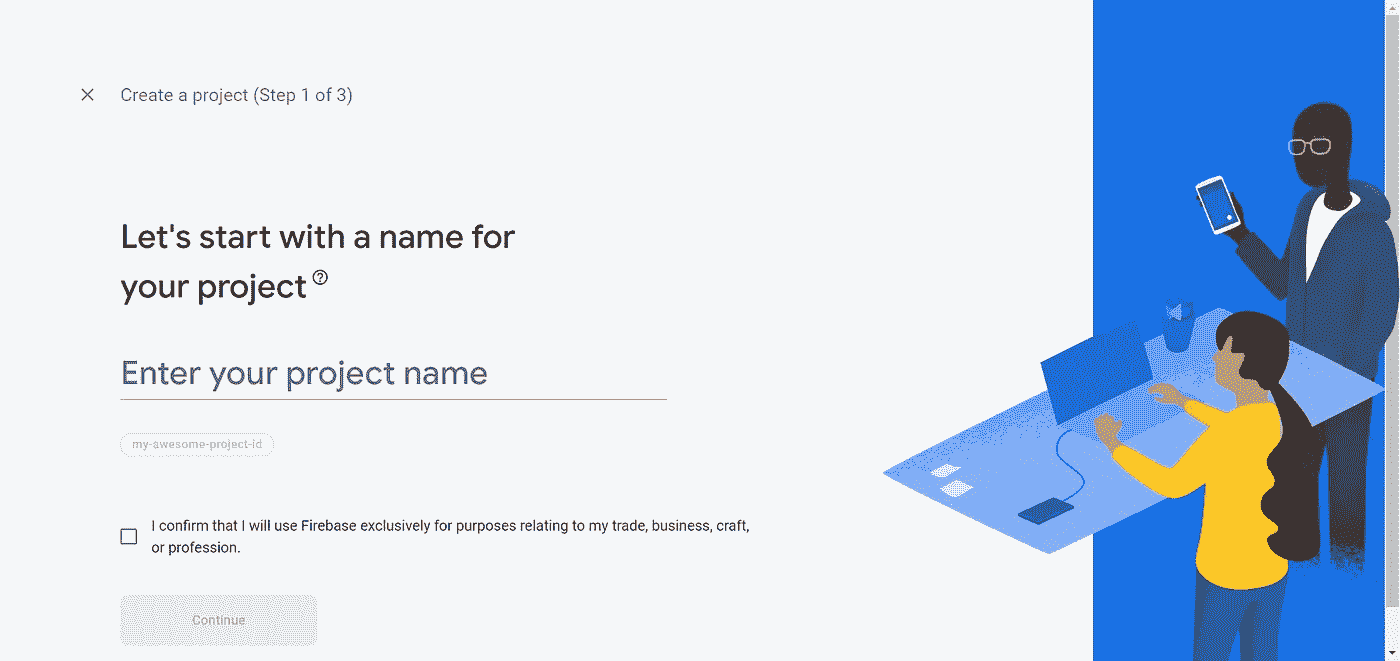 Create a project (Step 1 of 3)
Let's start with a name for
your project
Enter your project name
my-awesome-project-id
I confirm that I will use Firebase exclusively for purposes relating to my trade, business, craft,
or profession.
Continue